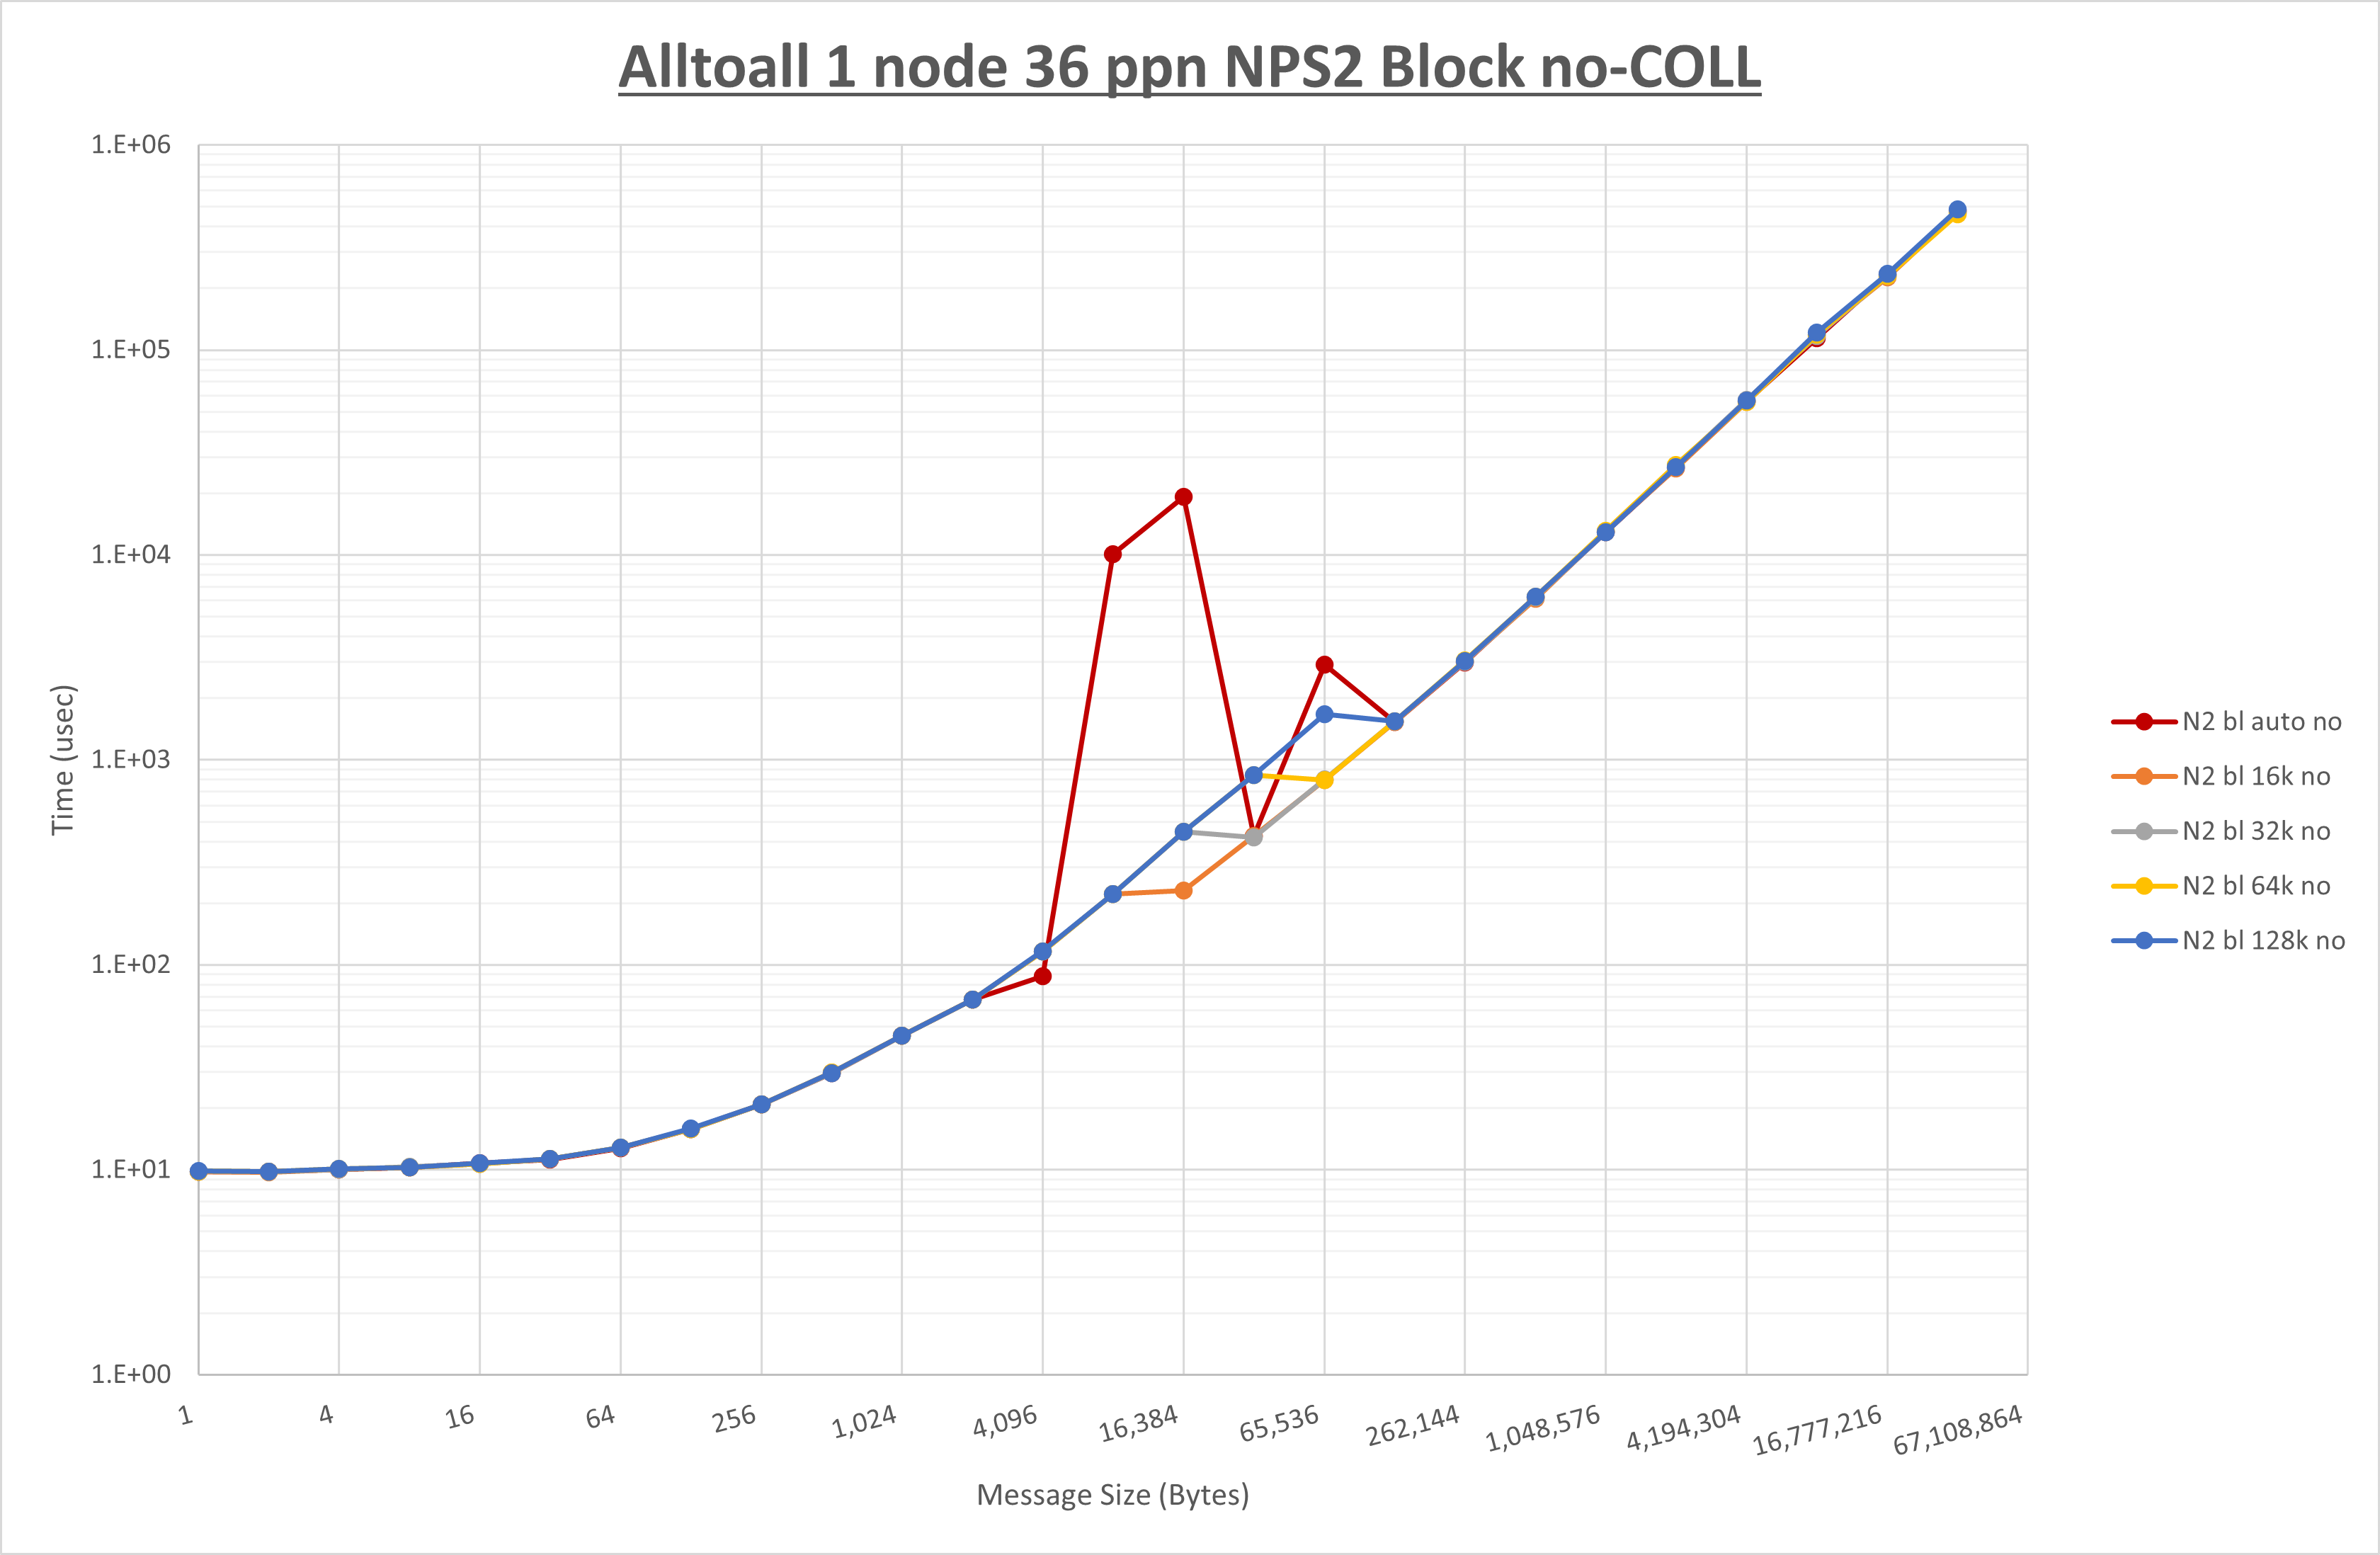 Alltoall 1 node 36 ppn NPS2 Block no-COLL
1.E+06
1.E+05
1.E+04
1.E+03
1.E+02
1.E+01
1.E+00
Time (usec)
1 4 16 64 256 1,024 4,096 16,384 65,536 262,144 1,048,576 4,194,304 16,777,216 67,108,864
Message Size (Bytes)
N2 bl auto no
N2 bl 16k no
N2 bl 32k no
N2 bl 64k no
N2 bl 128k no